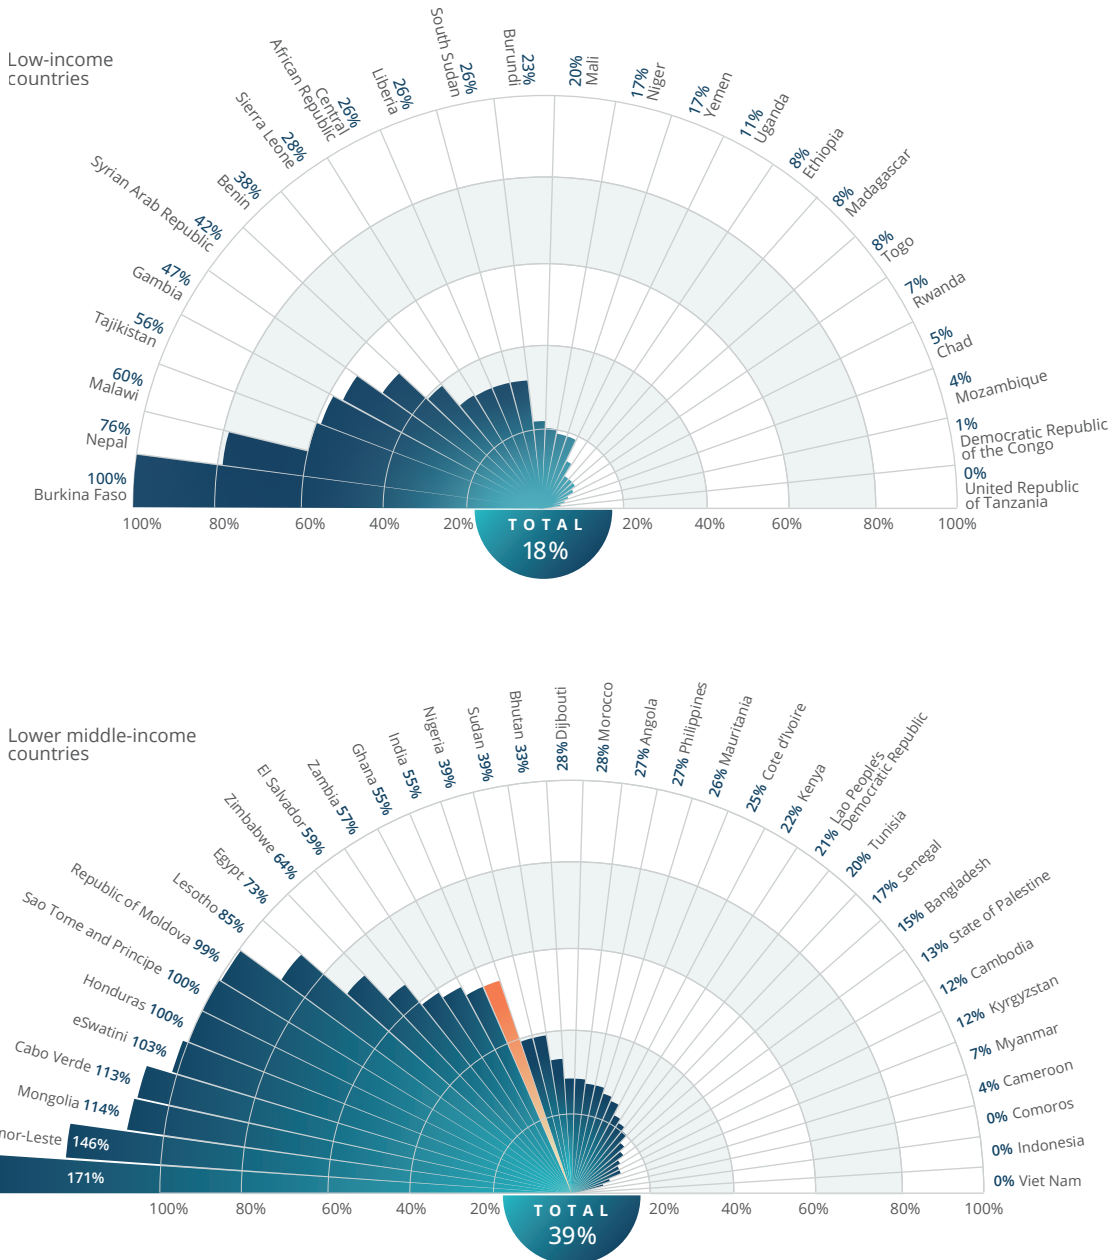 Low-income
countries
100%
Burkina Faso
76%
Nepal
60%
Malawi
56%
Tajikistan
47%
Gambia
42%
Syrian Arab Republic
38%
Benin
28%
Sierra Leone
26%
Central
African Republic
26%
Liberia
26%
South Sudan
23%
Burundi
20%
Mali
17%
Niger
17%
Yemen
11%
Uganda
8%
Ethiopia
8%
Madagascar
8%
Togo
7%
Rwanda
5%
Chad
4%
Mozambique
1%
Democratic Republic
of the Congo
0%
United Republic
of Tanzania
100% 80% 60% 40% 20% 20% 40% 60% 80% 100%
TOTAL
18%
Lower middle-income
countries
171%
nor-Leste 146%
Mongolia 114%
Cabo Verde 113%
eSwatini 103%
Honduras 100%
Sao Tome and Principe 100%
Republic of Moldova 99%
Lesotho 85%
Egypt 73%
Zimbabwe 64%
El Salvador 59%
Zambia 57%
Ghana 55%
India 55%
Nigeria 39%
Sudan 39%
Bhutan 33%
28% Djibouti
28% Morocco
27% Angola
27% Philippines
26% Mauritania
25% Cote d'Ivoire
22% Kenya
21% Lao People's
Democratic Republic
20% Tunisia
17% Senegal
15% Bangladesh
13% State of Palestine
12% Cambodia
12% Kyrgyzstan
7% Myanmar
4% Cameroon
0% Comoros
0% Indonesia
0% Viet Nam
100% 80% 60% 40% 20% 20% 40% 60% 80% 100%
TOTAL
39%